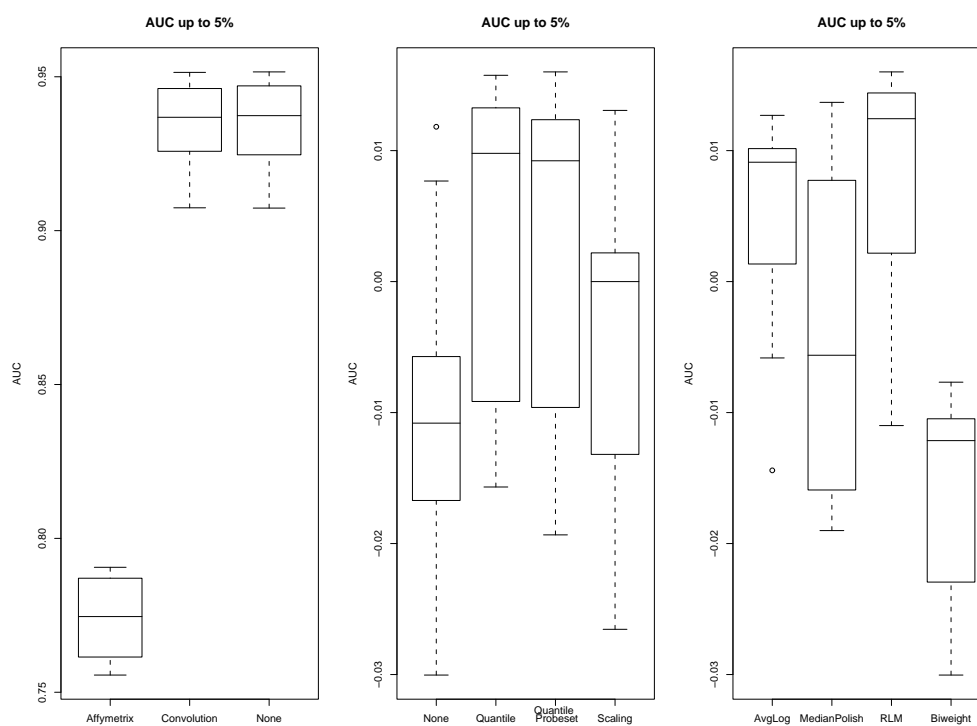 AUC up to 5%
AUC
0.95
0.90
0.85
0.80
0.75
Affymetrix Convolution None
AUC up to 5%
AUC
0.01
0.00
−0.01
−0.02
−0.03
None Quantile Quantile Probeset Scaling
AUC up to 5%
AUC
0.01
0.00
−0.01
−0.02
−0.03
AvgLog MedianPolish RLM Biweight